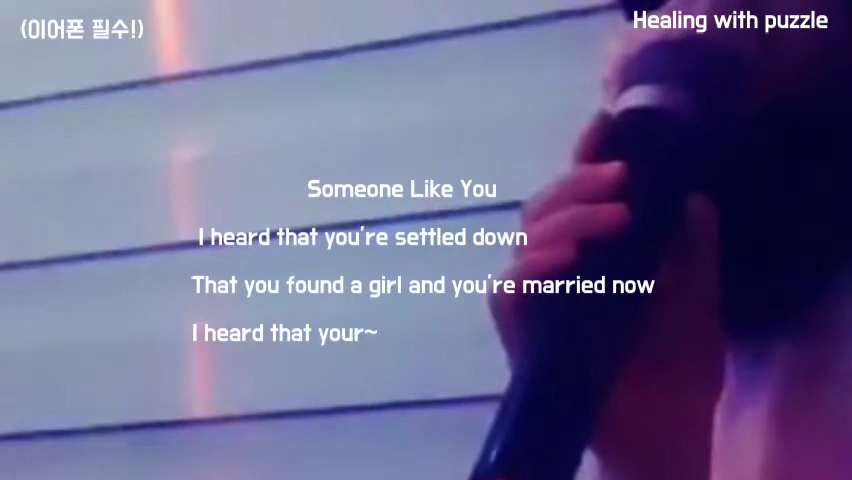 (이어폰 필수!)
Healing with puzzle
Someone Like You
I heard that you're settled down
That you found a girl and you're married now
I heard that your~